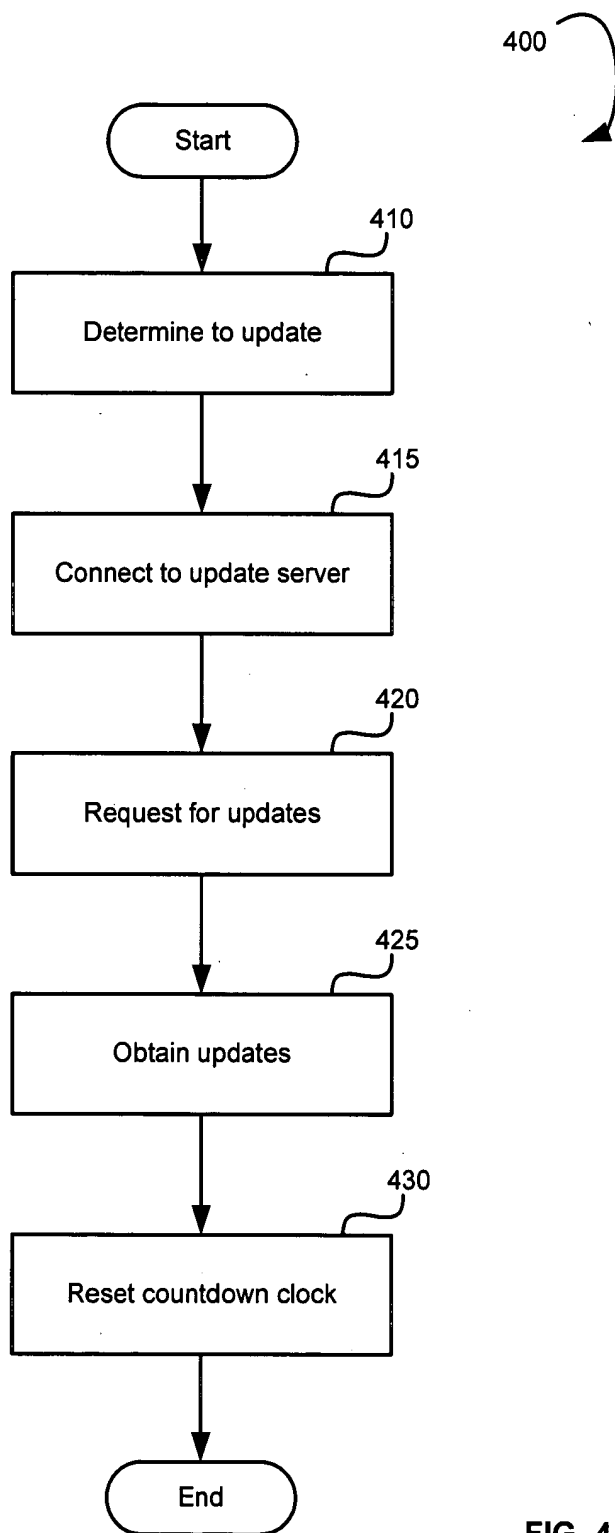 400
Start
410
Determine to update
415
Connect to update server
420
Request for updates
425
Obtain updates
430
Reset countdown clock
End
FIG. 4